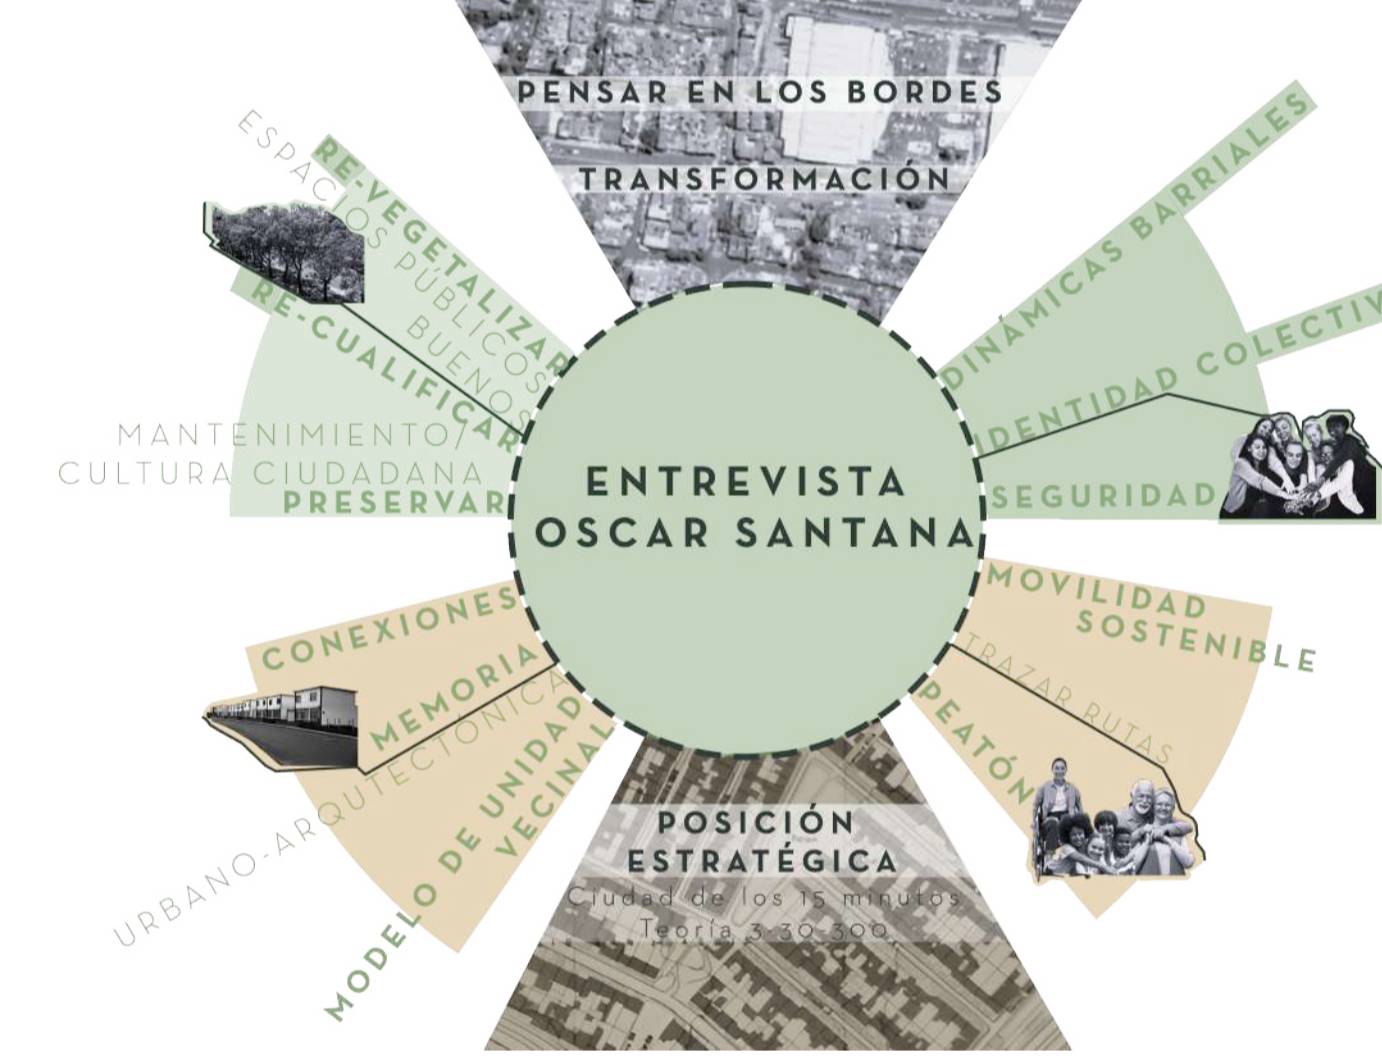 PENSAR EN LOS BORDES
TRANSFORMACIÓN
RE-VEGETALIZAR
ESPACIOS PÚBLICOS
BUENOS
RE-CUALIFICAR
MANTENIMIENTO/
CULTURA CIUDADANA
PRESERVAR
DINÁMICAS BARRIALES
IDENTIDAD COLECTIV
SEGURIDAD
ENTREVISTA
OSCAR SANTANA
CONEXIONES
MEMORIA
URBANO-ARQUTECTÓNICA
MODELO DE UNIDAD
VECINAL
MOVILIDAD
SOSTENIBLE
TRAZAR RUTAS
PEATÓN
POSICIÓN
ESTRATÉGICA
Ciudad de los 15 minutos
Teoría 3-30-300